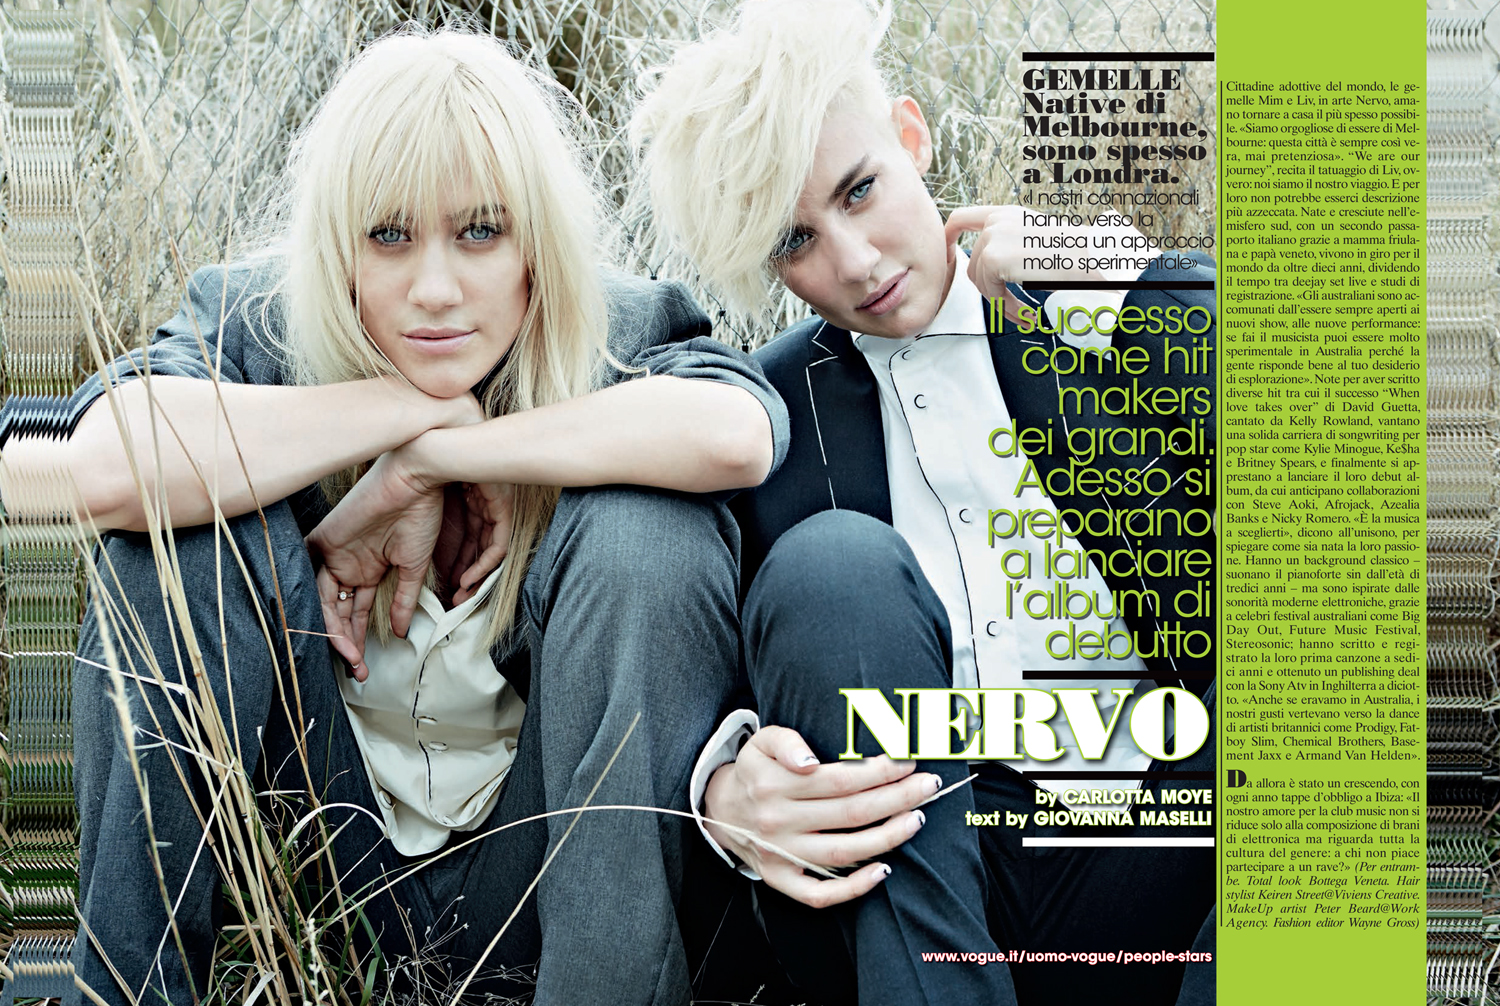 GEMELLE
Native di
Melbourne,
sono spesso
a Londra.
«I nostri connazionali
hanno verso la
musica un approccio
molto sperimentale»
Il successo
come hit
makers
dei grandi.
Adesso si
preparano
a lanciare
l'album di
debutto
NERVO
by CARLOTTA MOYE
text by GIOVANNA MASELLI
www.vogue.it/uomo-vogue/people-stars
Cittadine adottive del mondo, le ge-
melle Mim e Liv, in arte Nervo, ama-
no tornare a casa il più spesso possibi-
le. «Siamo orgogliose di essere di Mel-
bourne: questa città è sempre così ve-
ra, mai pretenziosa». “We are our
journey”, recita il tatuaggio di Liv, ov-
vero: noi siamo il nostro viaggio. E per
loro non potrebbe esserci descrizione
più azzeccata. Nate e cresciute nell'e-
misfero sud, con un secondo passa-
porto italiano grazie a mamma friula-
na e papà veneto, vivono in giro per il
mondo da oltre dieci anni, dividendo
il tempo tra deejay set live e studi di
registrazione. «Gli australiani sono ac-
comunati dall'essere sempre aperti ai
nuovi show, alle nuove performance:
se fai il musicista puoi essere molto
sperimentale in Australia perché la
gente risponde bene al tuo desiderio
di esplorazione». Note per aver scritto
diverse hit tra cui il successo “When
love takes over” di David Guetta,
cantato da Kelly Rowland, vantano
una solida carriera di songwriting per
pop star come Kylie Minogue, Ke$ha
e Britney Spears, e finalmente si ap-
prestano a lanciare il loro debut al-
bum, da cui anticipano collaborazioni
con Steve Aoki, Afrojack, Azealia
Banks e Nicky Romero. «È la musica
a sceglierti», dicono all'unisono, per
spiegare come sia nata la loro passio-
ne. Hanno un background classico –
suonano il pianoforte sin dall'età di
tredici anni – ma sono ispirate dalle
sonorità moderne elettroniche, grazie
a celebri festival australiani come Big
Day Out, Future Music Festival,
Stereosonic; hanno scritto e regi-
strato la loro prima canzone a sedi-
ci anni e ottenuto un publishing deal
con la Sony Atv in Inghilterra a diciot-
to. «Anche se eravamo in Australia, i
nostri gusti vertevano verso la dance
di artisti britannici come Prodigy, Fat-
boy Slim, Chemical Brothers, Base-
ment Jaxx e Armand Van Helden».
Da allora è stato un crescendo, con
ogni anno tappe d'obbligo a Ibiza: «Il
nostro amore per la club music non si
riduce solo alla composizione di brani
di elettronica ma riguarda tutta la
cultura del genere: a chi non piace
partecipare a un rave?» (Per entram-
be. Total look Bottega Veneta. Hair
stylist Keiren Street@Viviens Creative.
MakeUp artist Peter Beard@Work
Agency. Fashion editor Wayne Gross)